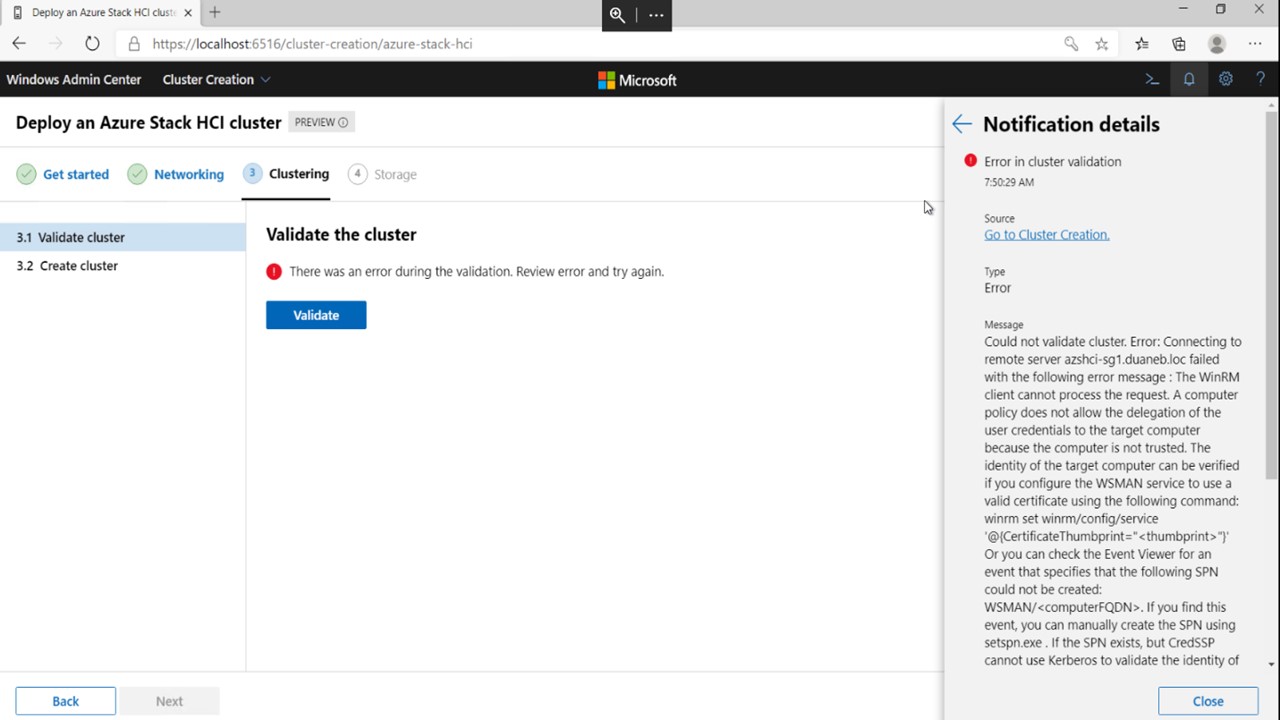 Deploy an Azure Stack HCI cluste
https://localhost:6516/cluster-creation/azure-stack-hci
Windows Admin Center
Cluster Creation
Microsoft
Deploy an Azure Stack HCI cluster
PREVIEW
Get started
Networking
3 Clustering
4 Storage
3.1 Validate cluster
3.2 Create cluster
Validate the cluster
There was an error during the validation. Review error and try again.
Validate
Back
Next
Notification details
Error in cluster validation
7:50:29 AM
Source
Go to Cluster Creation.
Type
Error
Message
Could not validate cluster. Error: Connecting to
remote server azshci-sg1.duaneb.loc failed
with the following error message : The WinRM
client cannot process the request. A computer
policy does not allow the delegation of the
user credentials to the target computer
because the computer is not trusted. The
identity of the target computer can be verified
if you configure the WSMAN service to use a
valid certificate using the following command:
winrm set winrm/config/service
'@{CertificateThumbprint="<thumbprint>"}'
Or you can check the Event Viewer for an
event that specifies that the following SPN
could not be created:
WSMAN/<computerFQDN>. If you find this
event, you can manually create the SPN using
setspn.exe . If the SPN exists, but CredSSP
cannot use Kerberos to validate the identity of
Close